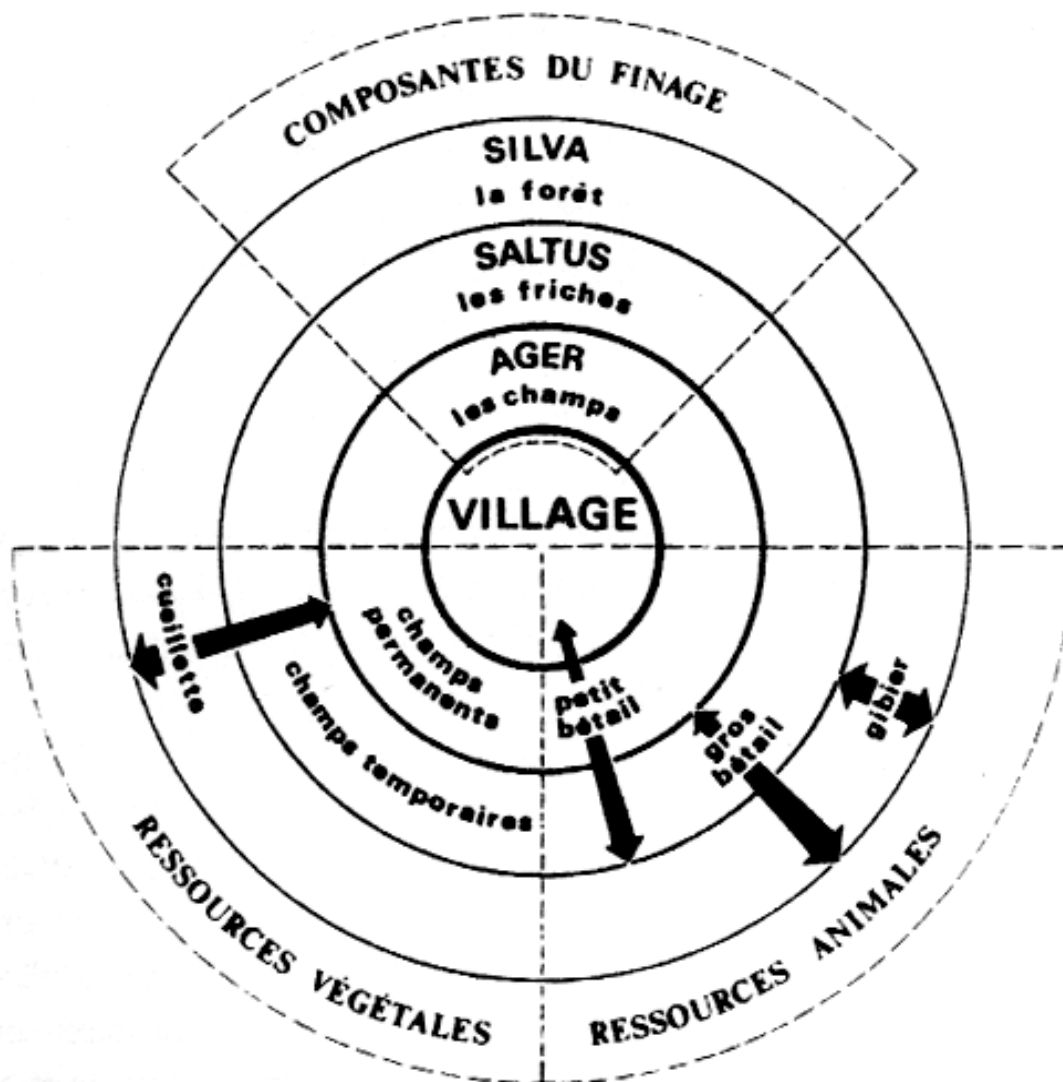 COMPOSANTES DU FINAGE
SILVA
la forêt
SALTUS
les friches
AGER
les champs
VILLAGE
cueillette
champs
permanents
champs temporaires
petit
bétail
gros
bétail
gibier
RESSOURCES VÉGÉTALES
RESSOURCES ANIMALES